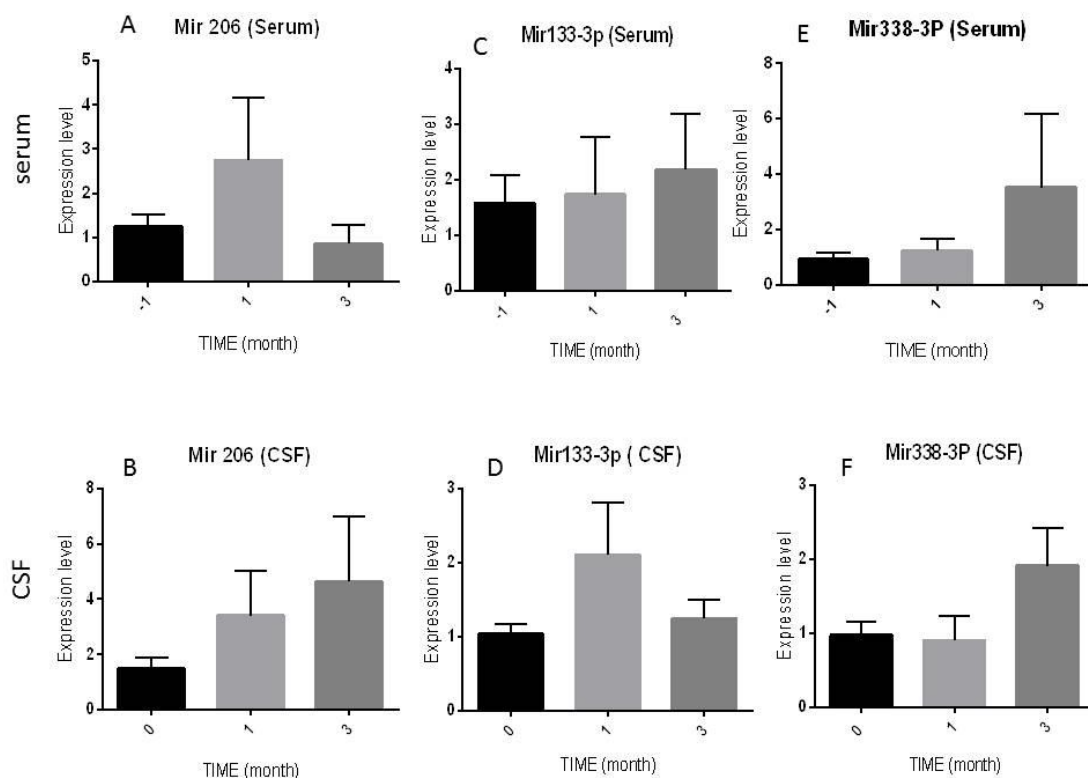 serum
A
Mir 206 (Serum)
5
4
3
2
1
0
Expression level
-1
1
3
TIME (month)
C
Mir133-3p (Serum)
4
3
2
1
0
Expression level
-1
1
3
TIME (month)
E
Mir338-3P (Serum)
8
6
4
2
0
Expression level
-1
1
3
TIME (month)
CSF
B
Mir 206 (CSF)
8
6
4
2
0
Expression level
0
1
3
TIME (month)
D
Mir133-3p ( CSF)
3
2
1
0
Expression level
0
1
3
TIME (month)
F
Mir338-3P (CSF)
3
2
1
0
Expression level
0
1
3
TIME (month)